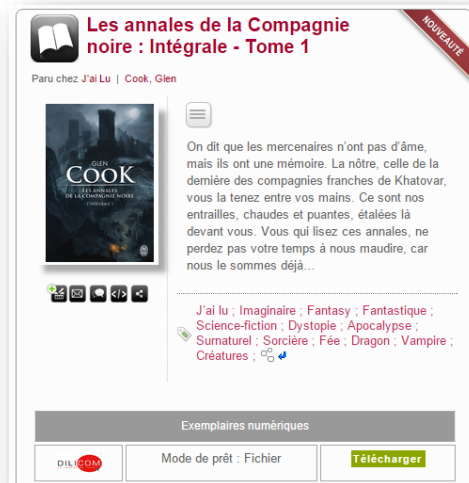 Les annales de la Compagnie
noire : Intégrale - Tome 1
NOUVEAUTÉ
Paru chez J'ai Lu | Cook, Glen
GLEN
COOK
LES ANNALES
DE LA COMPAGNIE NOIRE
On dit que les mercenaires n'ont pas d'âme,
mais ils ont une mémoire. La nôtre, celle de la
dernière des compagnies franches de Khatovar,
vous la tenez entre vos mains. Ce sont nos
entrailles, chaudes et puantes, étalées là
devant vous. Vous qui lisez ces annales, ne
perdez pas votre temps à nous maudire, car
nous le sommes déjà...
J'ai lu ; Imaginaire ; Fantasy ; Fantastique ;
Science-fiction ; Dystopie ; Apocalypse ;
Surnaturel ; Sorcière ; Fée ; Dragon ; Vampire ;
Créatures ;
Exemplaires numériques
DILICOM
Mode de prêt : Fichier
Télécharger